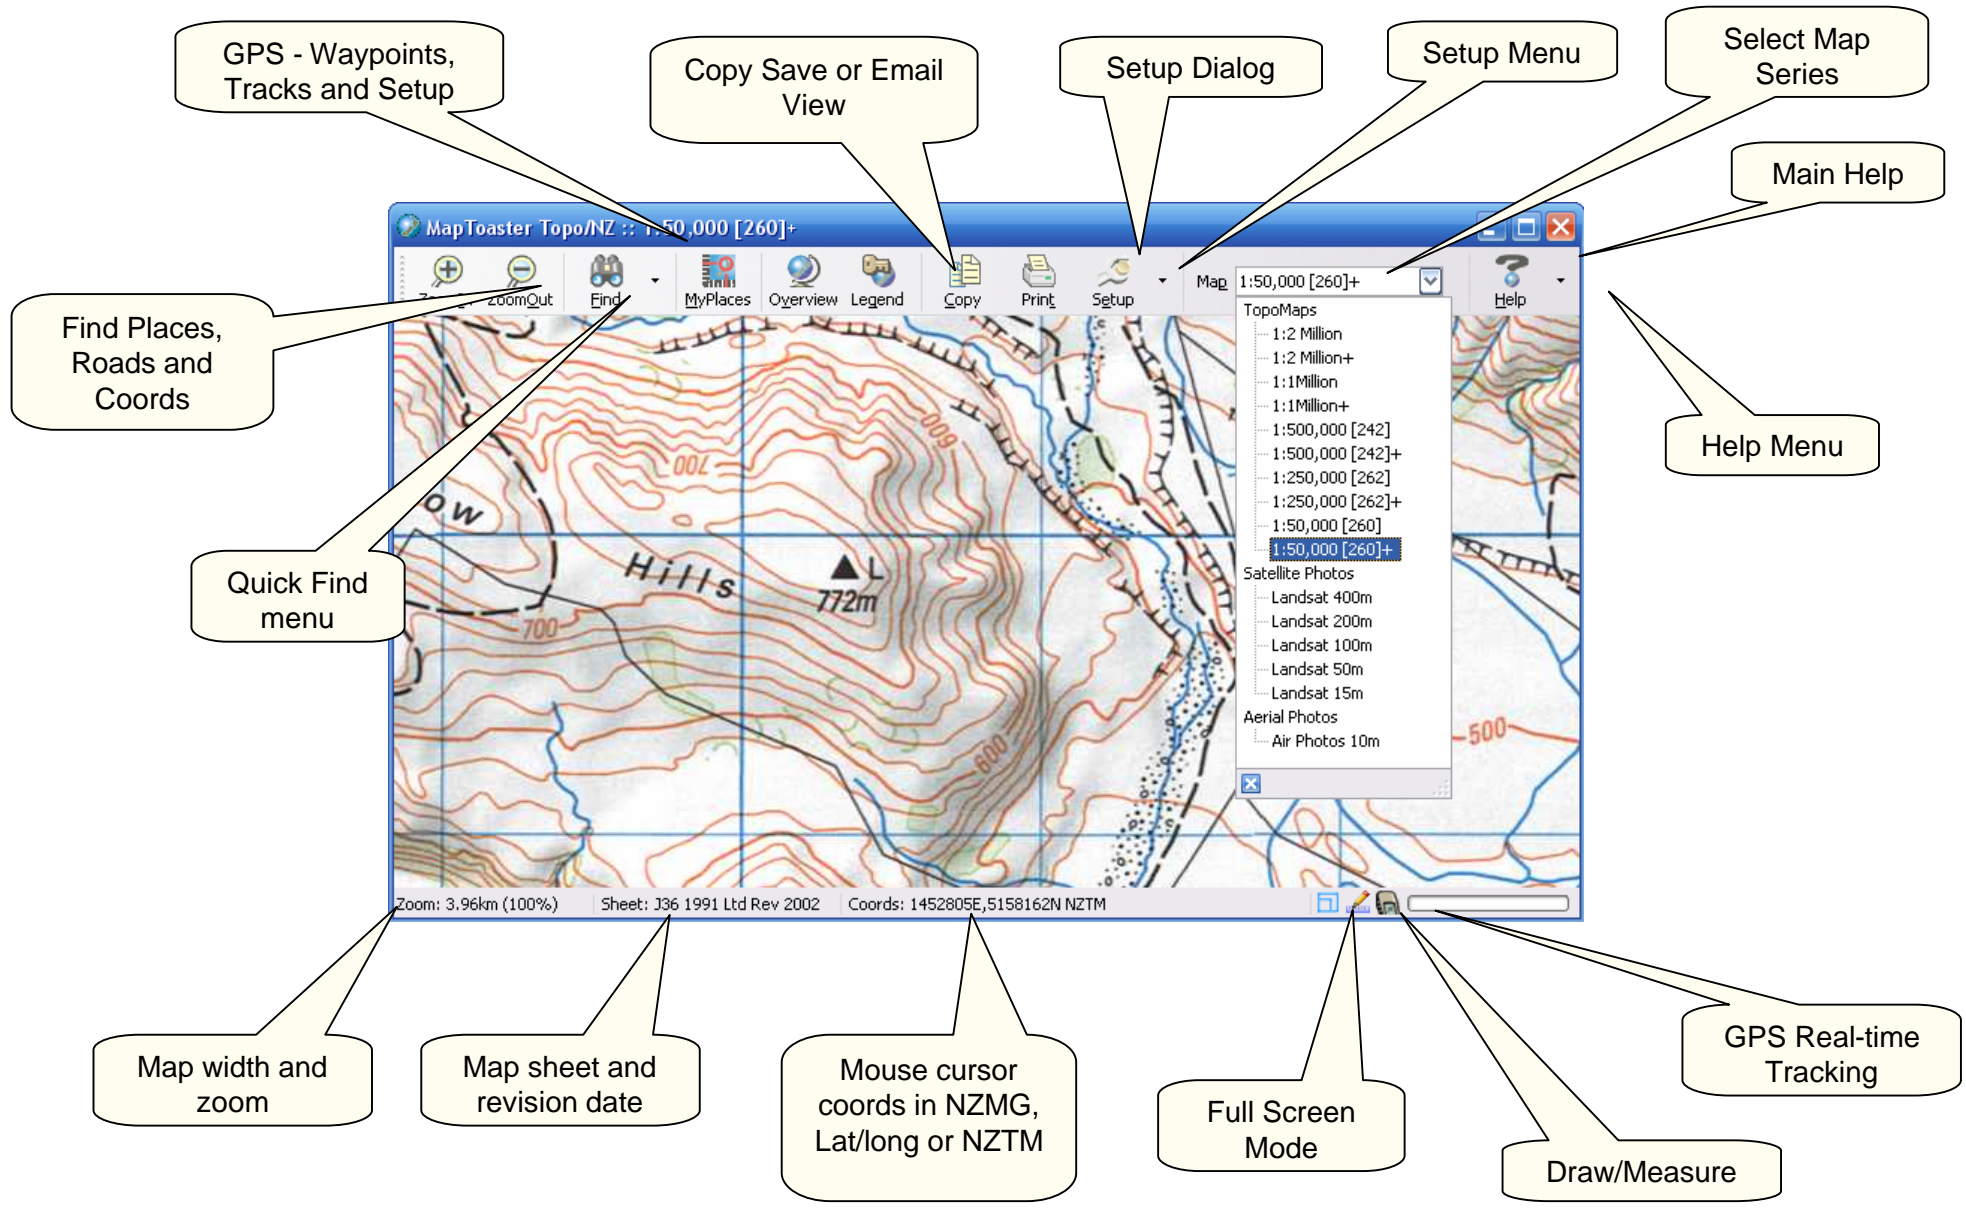 GPS - Waypoints,
Tracks and Setup
Copy Save or Email
View
Setup Dialog
Setup Menu
Select Map
Series
Main Help
MapToaster Topo/NZ :: 1:50,000 [260]+
ZoomOut
Find
MyPlaces
Overview
Legend
Copy
Print
Setup
Map
1:50,000 [260]+
Help
Find Places,
Roads and
Coords
TopoMaps
1:2 Million
1:2 Million+
1:1Million
1:1Million+
1:500,000 [242]
1:500,000 [242]+
1:250,000 [262]
1:250,000 [262]+
1:50,000 [260]
1:50,000 [260]+
Satellite Photos
Landsat 400m
Landsat 200m
Landsat 100m
Landsat 50m
Landsat 15m
Aerial Photos
Air Photos 10m
Help Menu
600
700
ow
Hills
L
772m
700
600
500
Quick Find
menu
Zoom: 3.96km (100%)
Sheet: J36 1991 Ltd Rev 2002
Coords: 1452805E,5158162N NZTM
Map width and
zoom
Map sheet and
revision date
Mouse cursor
coords in NZMG,
Lat/long or NZTM
Full Screen
Mode
Draw/Measure
GPS Real-time
Tracking